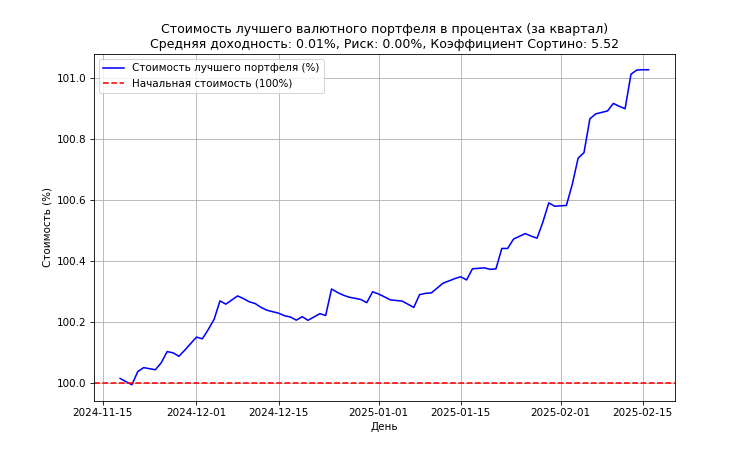 Стоимость лучшего валютного портфеля в процентах (за квартал)
Средняя доходность: 0.01%, Риск: 0.00%, Коэффициент Сортино: 5.52
Стоимость лучшего портфеля (%)
Начальная стоимость (100%)
Стоимость (%)
101.0
100.8
100.6
100.4
100.2
100.0
2024-11-15
2024-12-01
2024-12-15
2025-01-01
2025-01-15
2025-02-01
2025-02-15
День